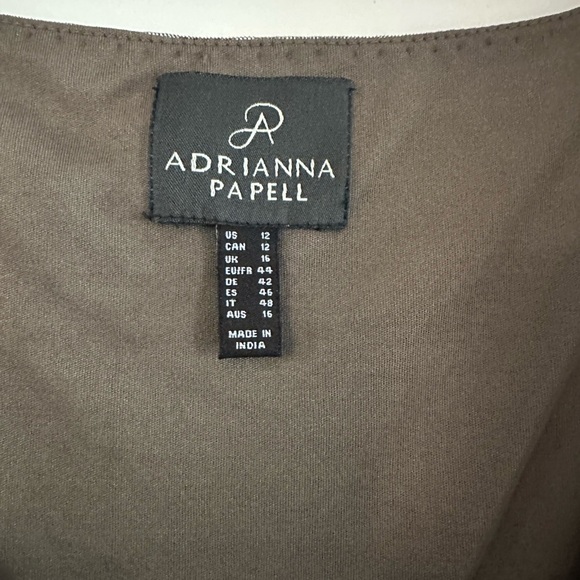 AP
ADRIANNA
PAPELL
US 12
CAN 12
UK 16
EU/FR 44
DE 42
ES 46
IT 48
AUS 16
MADE IN
INDIA